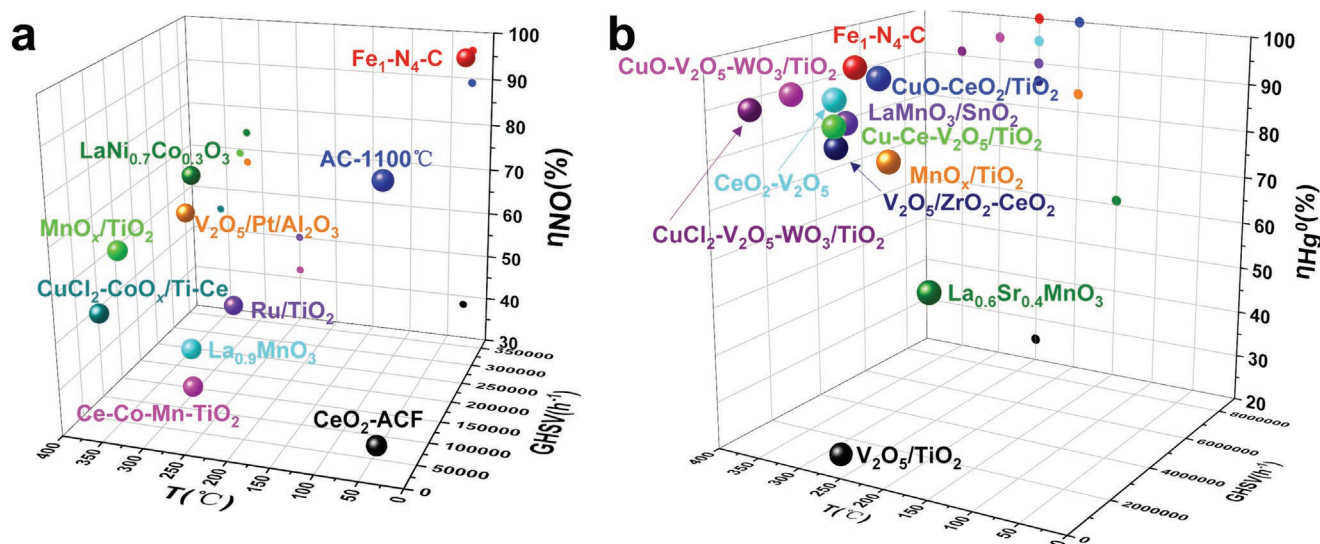 a
Fe₁-N₄-C
LaNi₀.₇Co₀.₃O₃
AC-1100℃
MnOₓ/TiO₂
V₂O₅/Pt/Al₂O₃
CuCl₂-CoOₓ/Ti-Ce
Ru/TiO₂
La₀.₉MnO₃
Ce-Co-Mn-TiO₂
CeO₂-ACF
100
90
80
70
60
50
40
30
ηNO(%)
350000
300000
250000
200000
150000
100000
50000
0
GHSV(h⁻¹)
400
350
300
250
200
150
100
50
0
T(℃)
b
Fe₁-N₄-C
CuO-V₂O₅-WO₃/TiO₂
CuO-CeO₂/TiO₂
LaMnO₃/SnO₂
Cu-Ce-V₂O₅/TiO₂
CeO₂-V₂O₅
MnOₓ/TiO₂
V₂O₅/ZrO₂-CeO₂
CuCl₂-V₂O₅-WO₃/TiO₂
La₀.₆Sr₀.₄MnO₃
V₂O₅/TiO₂
100
90
80
70
60
50
40
30
20
ηHg⁰(%)
8000000
6000000
4000000
2000000
0
GHSV(h⁻¹)
400
350
300
250
200
150
100
50
0
T(℃)